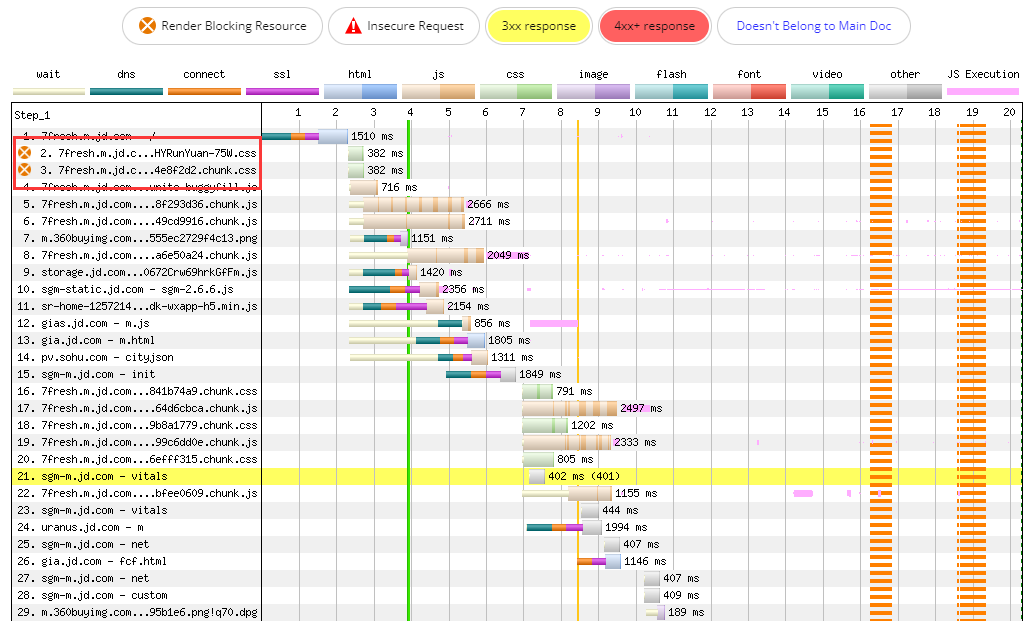 Render Blocking Resource Insecure Request 3xx response 4xx+ response Doesn't Belong to Main Doc
wait dns connect ssl html js css image flash font video other JS Execution
Step_1 1 2 3 4 5 6 7 8 9 10 11 12 13 14 15 16 17 18 19 20
1. 7fresh.m.jd.com - / 1510 ms
2. 7fresh.m.jd.c...HYRunYuan-75W.css 382 ms
3. 7fresh.m.jd.c...4e8f2d2.chunk.css 382 ms
4. 7fresh.m.jd.com...units-buggyfill.js 716 ms
5. 7fresh.m.jd.com....8f293d36.chunk.js 2666 ms
6. 7fresh.m.jd.com....49cd9916.chunk.js 2711 ms
7. m.360buyimg.com...555ec2729f4c13.png 1151 ms
8. 7fresh.m.jd.com....a6e50a24.chunk.js 2049 ms
9. storage.jd.com...0672Crw69hrkGfFm.js 1420 ms
10. sgm-static.jd.com - sgm-2.6.6.js 2356 ms
11. sr-home-1257214...dk-wxapp-h5.min.js 2154 ms
12. gias.jd.com - m.js 856 ms
13. gia.jd.com - m.html 1805 ms
14. pv.sohu.com - cityjson 1311 ms
15. sgm-m.jd.com - init 1849 ms
16. 7fresh.m.jd.com....841b74a9.chunk.css 791 ms
17. 7fresh.m.jd.com....64d6cbca.chunk.js 2497 ms
18. 7fresh.m.jd.com....9b8a1779.chunk.css 1202 ms
19. 7fresh.m.jd.com....99c6dd0e.chunk.js 2333 ms
20. 7fresh.m.jd.com....6efff315.chunk.css 805 ms
21. sgm-m.jd.com - vitals 402 ms (401)
22. 7fresh.m.jd.com....bfee0609.chunk.js 1155 ms
23. sgm-m.jd.com - vitals 444 ms
24. uranus.jd.com - m 1994 ms
25. sgm-m.jd.com - net 407 ms
26. gia.jd.com - fcf.html 1146 ms
27. sgm-m.jd.com - net 407 ms
28. sgm-m.jd.com - custom 409 ms
29. m.360buyimg.com...95b1e6.png!q70.dpg 189 ms